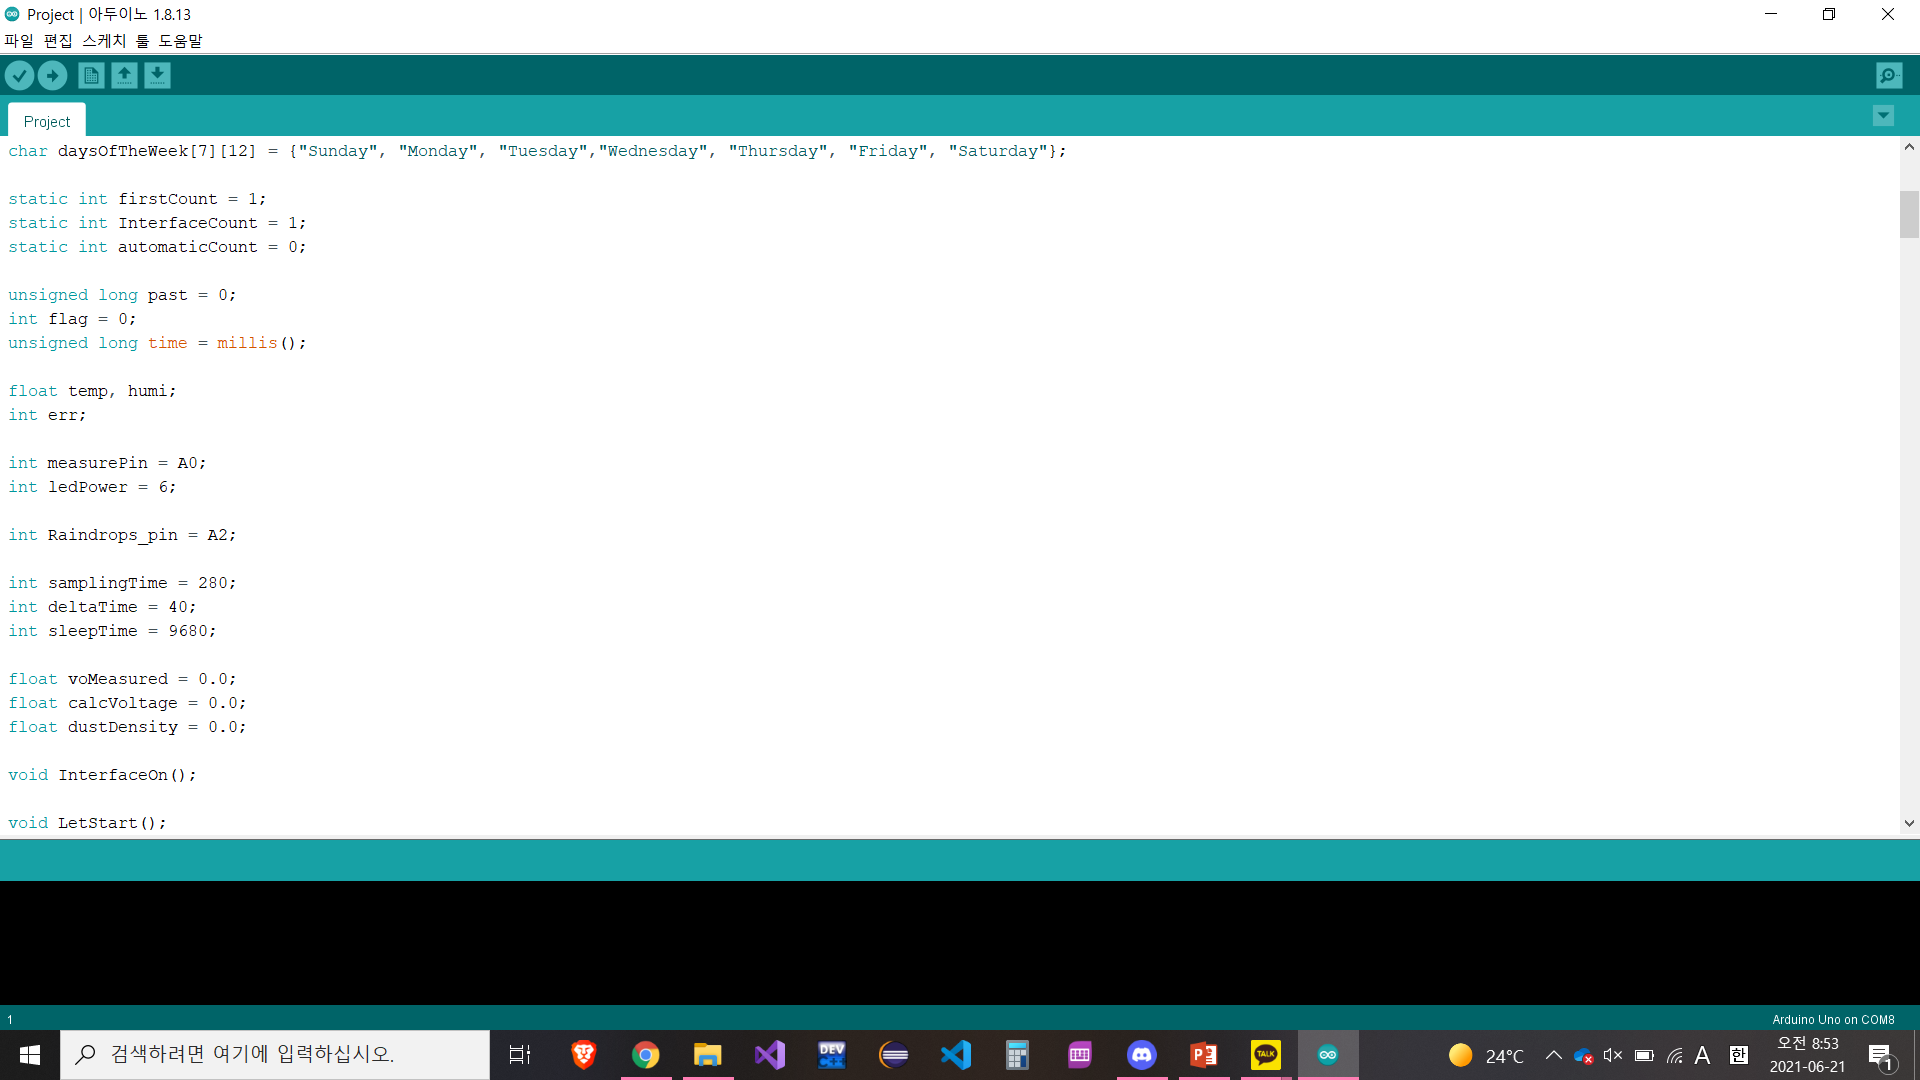 Project | 아두이노 1.8.13
파일 편집 스케치 툴 도움말
Project
char daysOfTheWeek[7][12] = {"Sunday", "Monday", "Tuesday","Wednesday", "Thursday", "Friday", "Saturday"};
static int firstCount = 1;
static int InterfaceCount = 1;
static int automaticCount = 0;
unsigned long past = 0;
int flag = 0;
unsigned long time = millis();
float temp, humi;
int err;
int measurePin = A0;
int ledPower = 6;
int Raindrops_pin = A2;
int samplingTime = 280;
int deltaTime = 40;
int sleepTime = 9680;
float voMeasured = 0.0;
float calcVoltage = 0.0;
float dustDensity = 0.0;
void InterfaceOn();
void LetStart();
1
Arduino Uno on COM8
검색하려면 여기에 입력하십시오.
DEV
C++
P
TALK
24°C
A
한
오전 8:53
2021-06-21
1